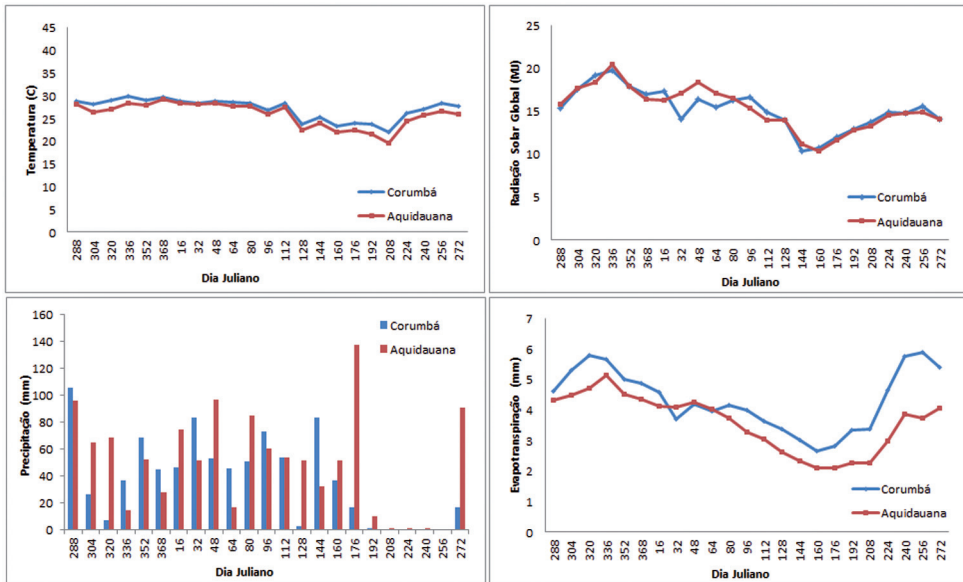 Temperatura (C)
45
40
35
30
25
20
15
10
5
0
288 304 320 336 352 368 16 32 48 64 80 96 112 128 144 160 176 192 208 224 240 256 272
Dia Juliano
Corumbá
Aquidauana
Radiação Solar Global (MJ)
25
20
15
10
5
0
288 304 320 336 352 368 16 32 48 64 80 96 112 128 144 160 176 192 208 224 240 256 272
Dia Juliano
Corumbá
Aquidauana
Precipitação (mm)
160
140
120
100
80
60
40
20
0
288 304 320 336 352 368 16 32 48 64 80 96 112 128 144 160 176 192 208 224 240 256 272
Dia Juliano
Corumbá
Aquidauana
Evapotranspiração (mm)
7
6
5
4
3
2
1
0
288 304 320 336 352 368 16 32 48 64 80 96 112 128 144 160 176 192 208 224 240 256 272
Dia Juliano
Corumbá
Aquidauana